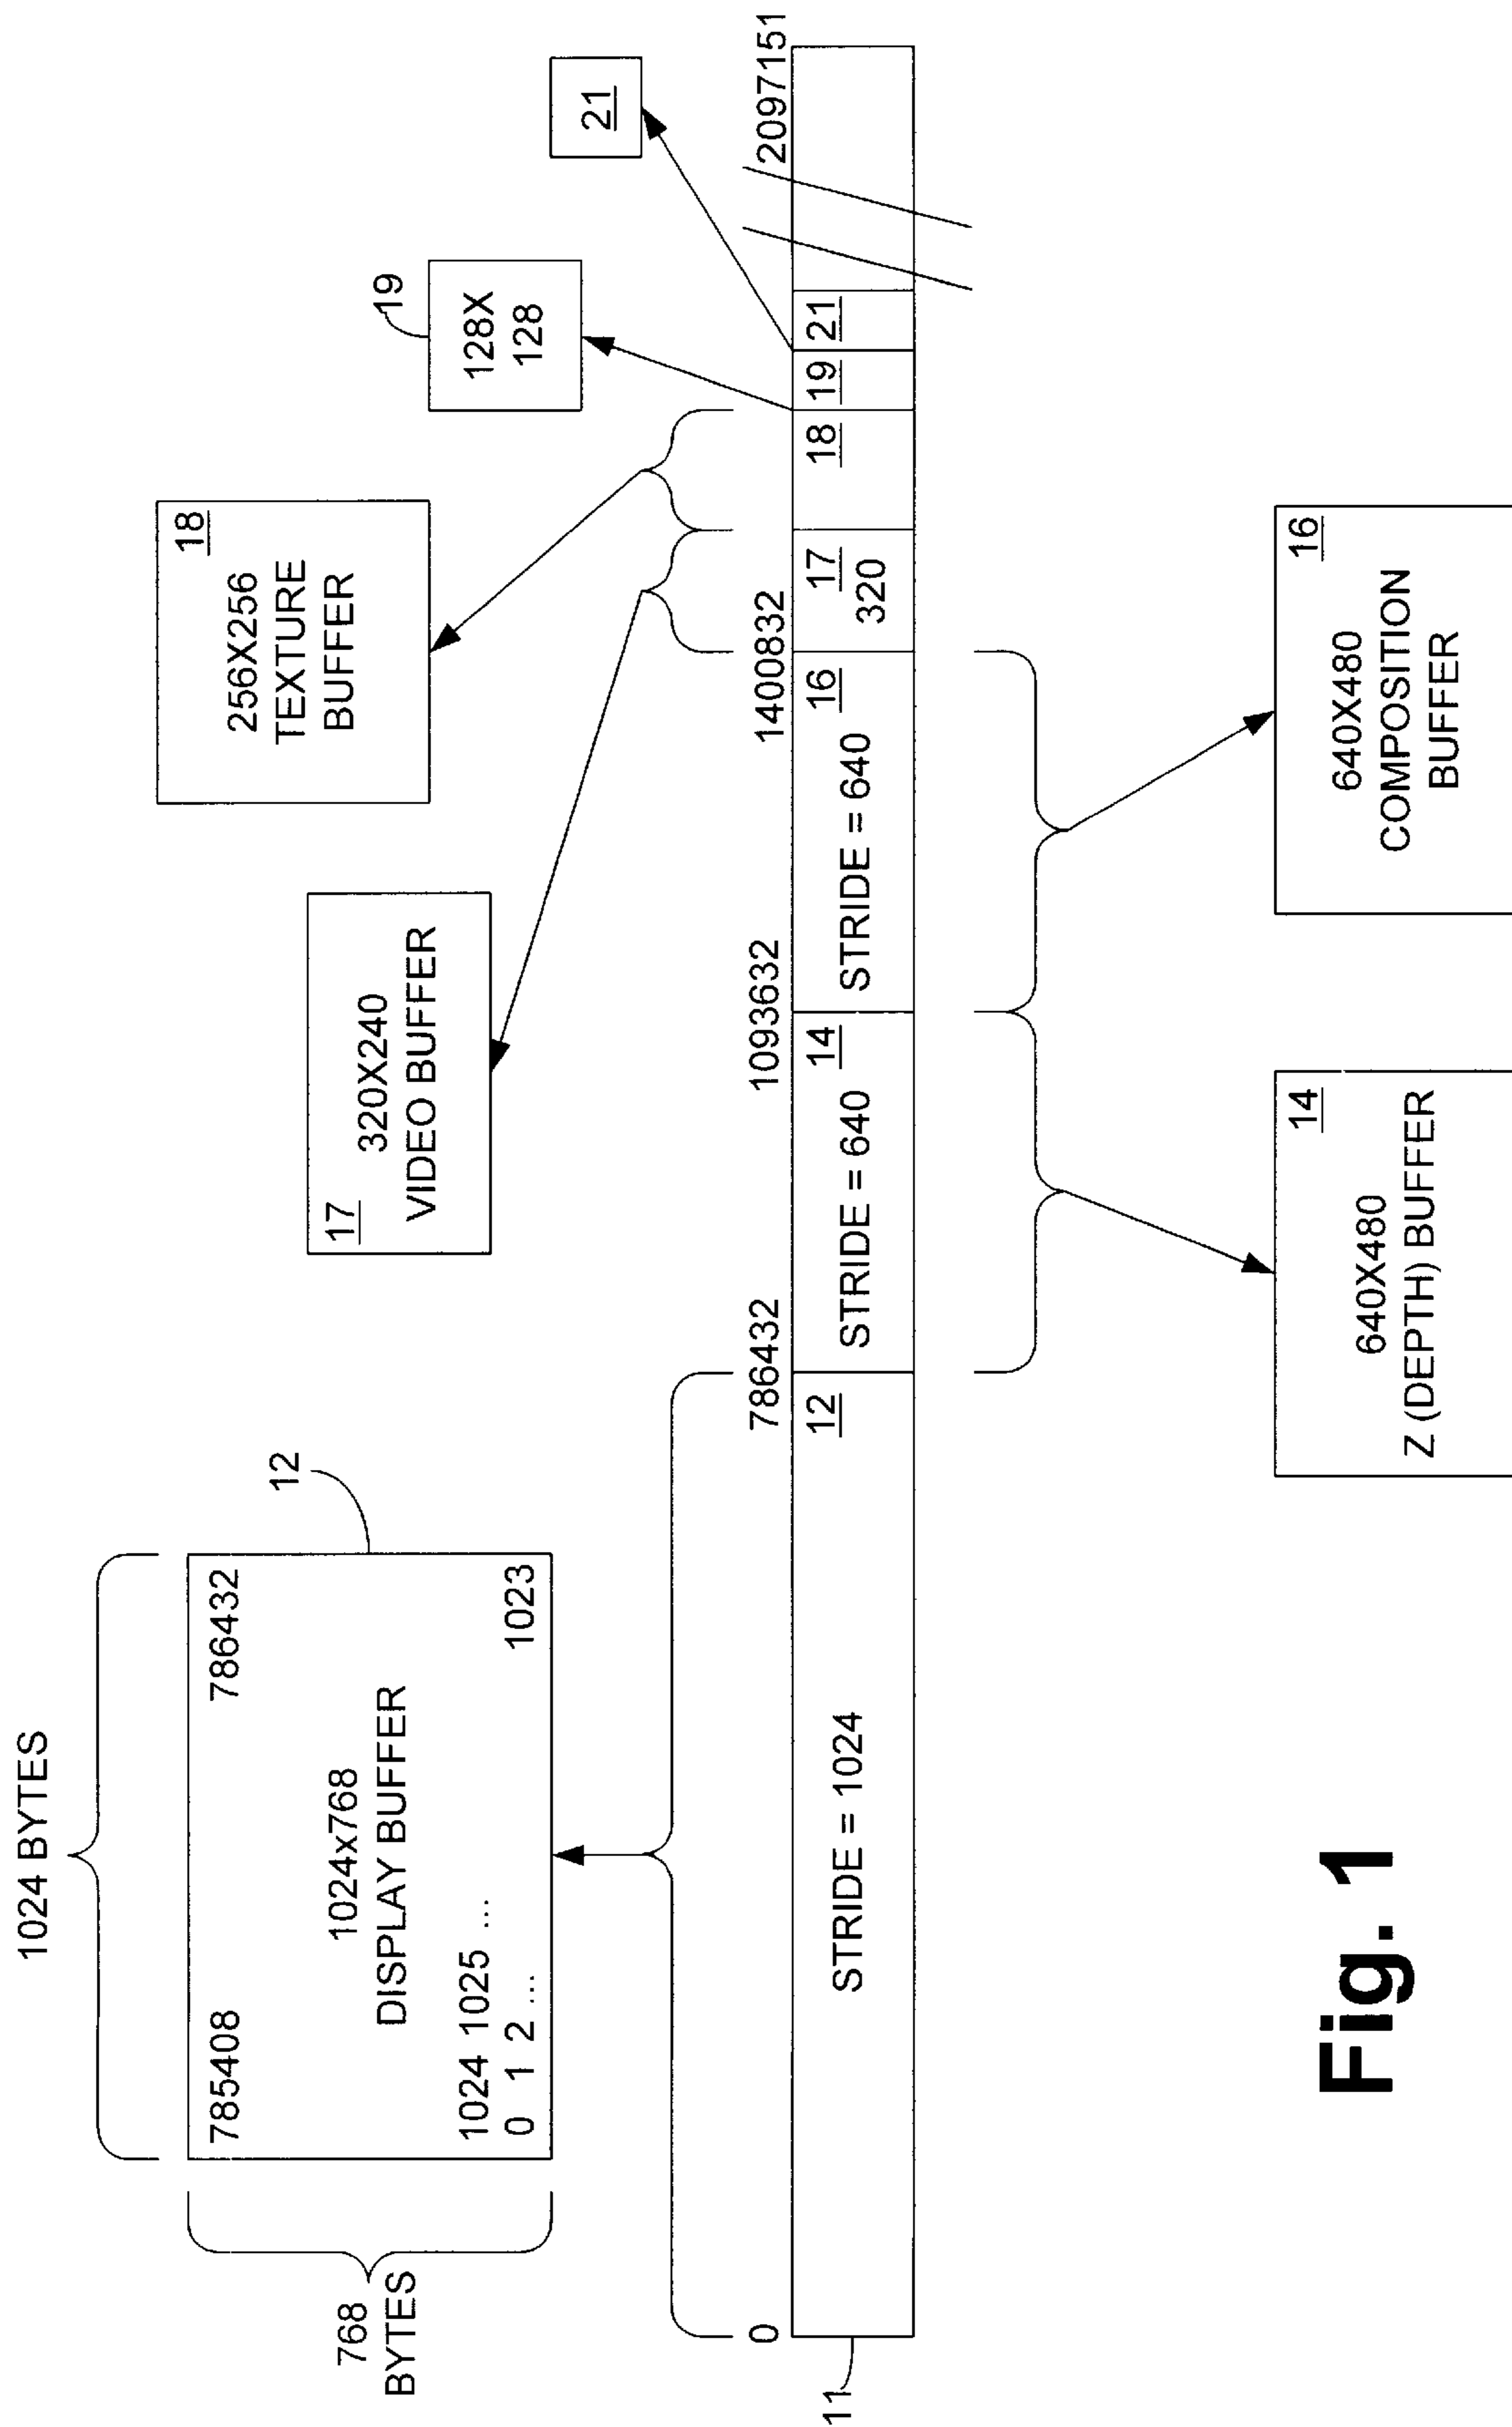 1024 BYTES
785408
786432
12
1024x768
DISPLAY BUFFER
1024 1025 ...
0 1 2 ...
1023
768
BYTES
17
320X240
VIDEO BUFFER
18
256X256
TEXTURE
BUFFER
19
128X
128
21
0
786432
1093632
1400832
2097151
11
STRIDE = 1024
12
STRIDE = 640
14
STRIDE = 640
16
17
320
18
19
21
14
640X480
Z (DEPTH) BUFFER
16
640X480
COMPOSITION
BUFFER
Fig. 1